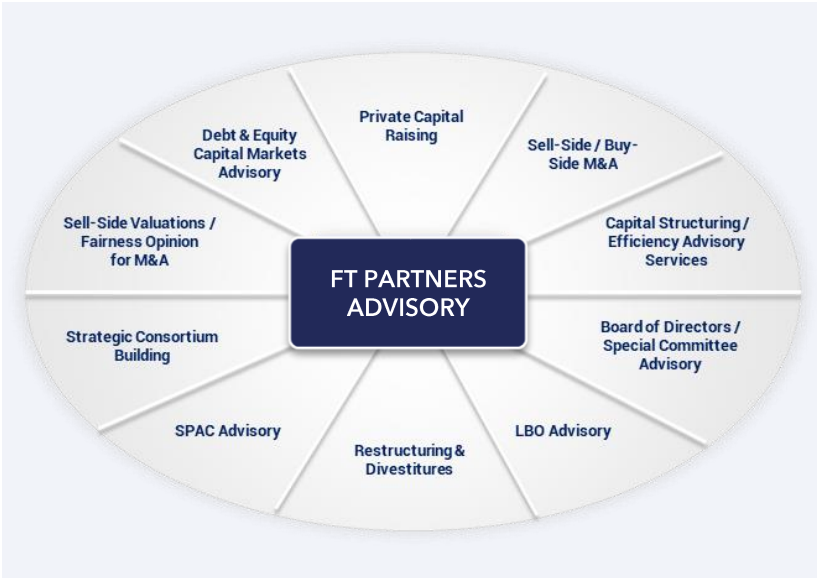 Private Capital
Raising
Sell-Side / Buy-
Side M&A
Capital Structuring /
Efficiency Advisory
Services
Board of Directors /
Special Committee
Advisory
LBO Advisory
Restructuring &
Divestitures
SPAC Advisory
Strategic Consortium
Building
Sell-Side Valuations /
Fairness Opinion
for M&A
Debt & Equity
Capital Markets
Advisory
FT PARTNERS
ADVISORY